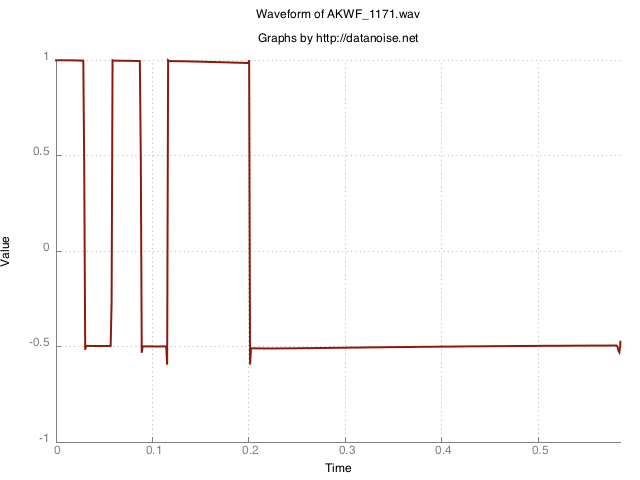 Waveform of AKWF_1171.wav
Graphs by http://datanoise.net
1
0.5
0
-0.5
-1
Value
0 0.1 0.2 0.3 0.4 0.5
Time